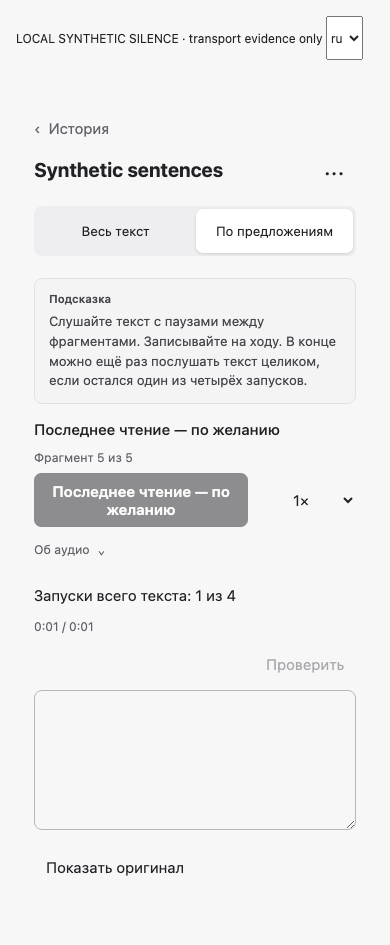 LOCAL SYNTHETIC SILENCE · transport evidence only ru
‹ История
Synthetic sentences ...
Весь текст По предложениям
Подсказка
Слушайте текст с паузами между
фрагментами. Записывайте на ходу. В конце
можно ещё раз послушать текст целиком,
если остался один из четырёх запусков.
Последнее чтение — по желанию
Фрагмент 5 из 5
Последнее чтение — по
желанию
1×
Об аудио
Запуски всего текста: 1 из 4
0:01 / 0:01
Проверить
Показать оригинал